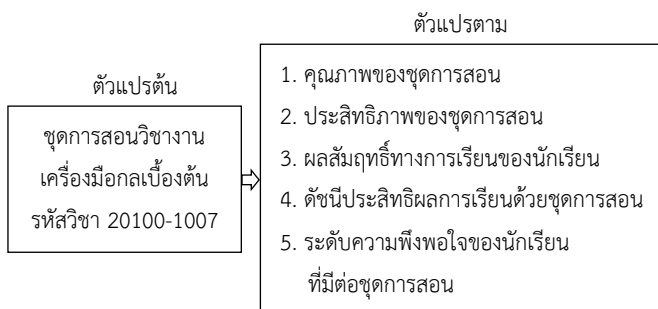 ตัวแปรต้น
ชุดการสอนวิชางาน
เครื่องมือกลเบื้องต้น
รหัสวิชา 20100-1007
ตัวแปรตาม
1. คุณภาพของชุดการสอน
2. ประสิทธิภาพของชุดการสอน
3. ผลสัมฤทธิ์ทางการเรียนของนักเรียน
4. ดัชนีประสิทธิผลการเรียนด้วยชุดการสอน
5. ระดับความพึงพอใจของนักเรียน
ที่มีต่อชุดการสอน